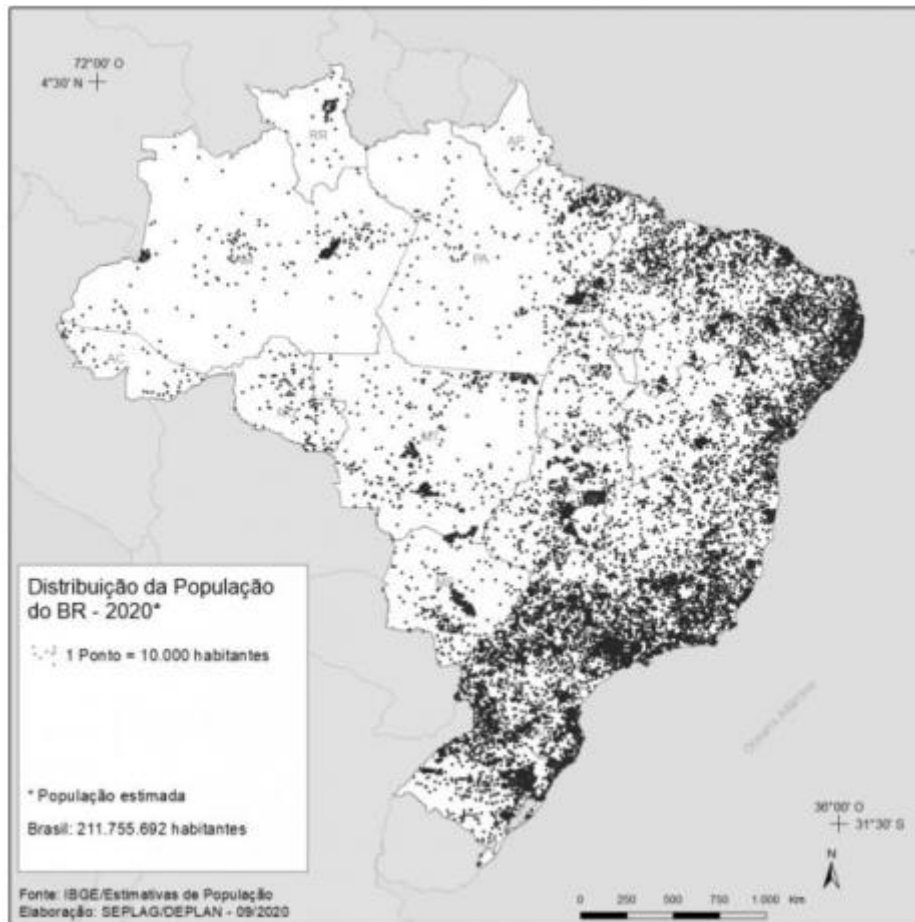 72°00' O
4°30' N
RR
AP
PA
AC
Distribuição da População
do BR - 2020*
1 Ponto = 10.000 habitantes
* População estimada
Brasil: 211.755.692 habitantes
Oceano Atlântico
36°00' O
31°30' S
N
0 250 500 750 1.000 Km
Fonte: IBGE/Estimativas de População
Elaboração: SEPLAG/DEPLAN - 09/2020